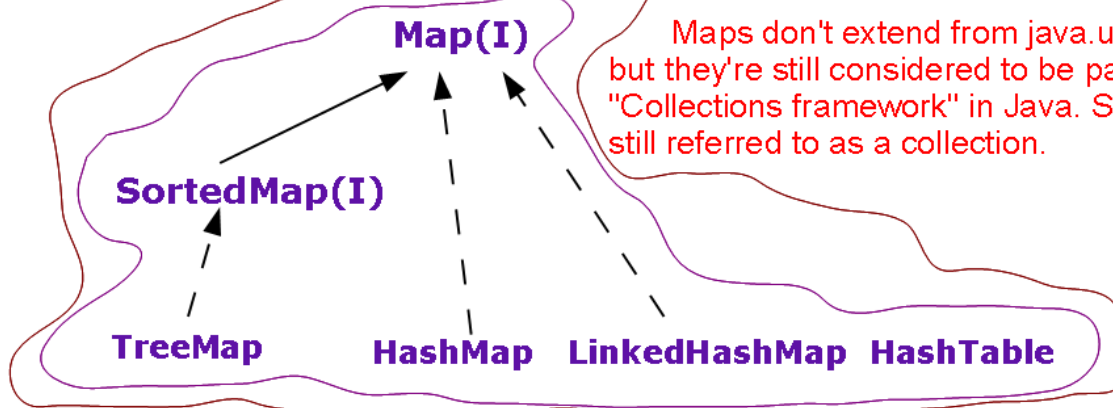 Map(I)
Maps don't extend from java.u
but they're still considered to be pa
"Collections framework" in Java. S
still referred to as a collection.
SortedMap(I)
TreeMap
HashMap
LinkedHashMap
HashTable